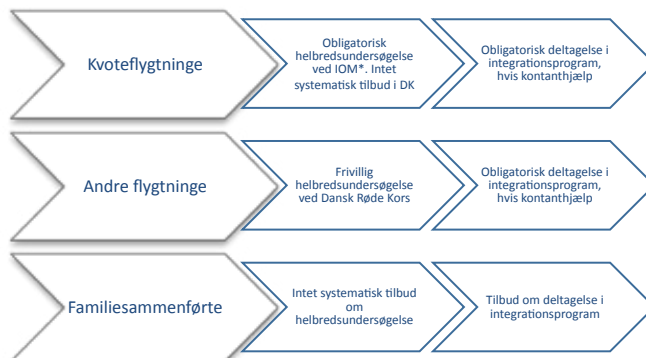 Kvoteflygtninge
Obligatorisk
helbredsundersøgelse
ved IOM*. Intet
systematisk tilbud i DK
Obligatorisk deltagelse i
integrationsprogram,
hvis kontanthjælp
Andre flygtninge
Frivillig
helbredsundersøgelse
ved Dansk Røde Kors
Obligatorisk deltagelse i
integrationsprogram,
hvis kontanthjælp
Familiesammenførte
Intet systematisk tilbud
om
helbredsundersøgelse
Tilbud om deltagelse i
integrationsprogram